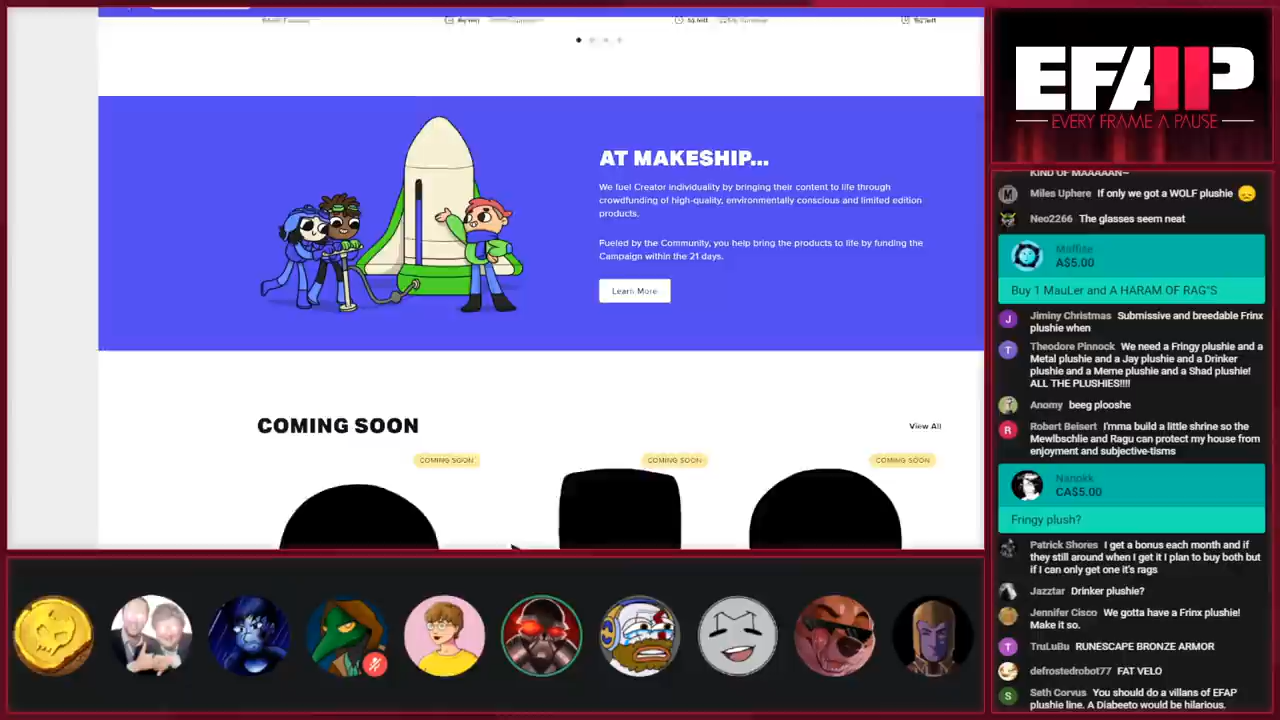 AT MAKESHIP...
We fuel Creator individuality by bringing their content to life through
crowdfunding of high-quality, environmentally conscious and limited edition
products.
Fueled by the Community, you help bring the products to life by funding the
Campaign within the 21 days.
Learn More
COMING SOON
View All
COMING SOON
COMING SOON
COMING SOON
EFAP
EVERY FRAME A PAUSE
KIND OF MAAAAAN~
Miles Uphere If only we got a WOLF plushie
Neo2266 The glasses seem neat
A$5.00
Buy 1 MauLer and A HARAM OF RAG"S
Jiminy Christmas Submissive and breedable Frinx
plushie when
Theodore Pinnock We need a Fringy plushie and a
Metal plushie and a Jay plushie and a Drinker
plushie and a Meme plushie and a Shad plushie!
ALL THE PLUSHIES!!!!
Anomy beeg plooshe
Robert Beisert I'mma build a little shrine so the
Mewlbschlie and Ragu can protect my house from
enjoyment and subjective-tisms
Nanokk
CA$5.00
Fringy plush?
Patrick Shores I get a bonus each month and if
they still around when I get it I plan to buy both but
if I can only get one it's rags
Jazztar Drinker plushie?
Jennifer Cisco We gotta have a Frinx plushie!
Make it so.
TruLuBu RUNESCAPE BRONZE ARMOR
defrostedrobot77 FAT VELO
Seth Corvus You should do a villans of EFAP
plushie line. A Diabeeto would be hilarious.